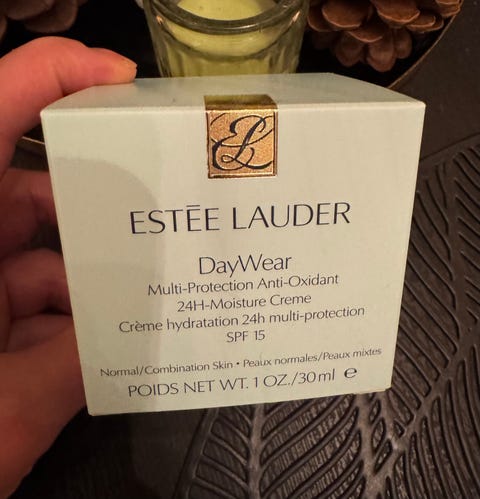 EL
ESTĒE LAUDER
DayWear
Multi-Protection Anti-Oxidant
24H-Moisture Creme
Crème hydratation 24h multi-protection
SPF 15
Normal/Combination Skin • Peaux normales/Peaux mixtes
POIDS NET WT. 1 OZ./30 ml ℮